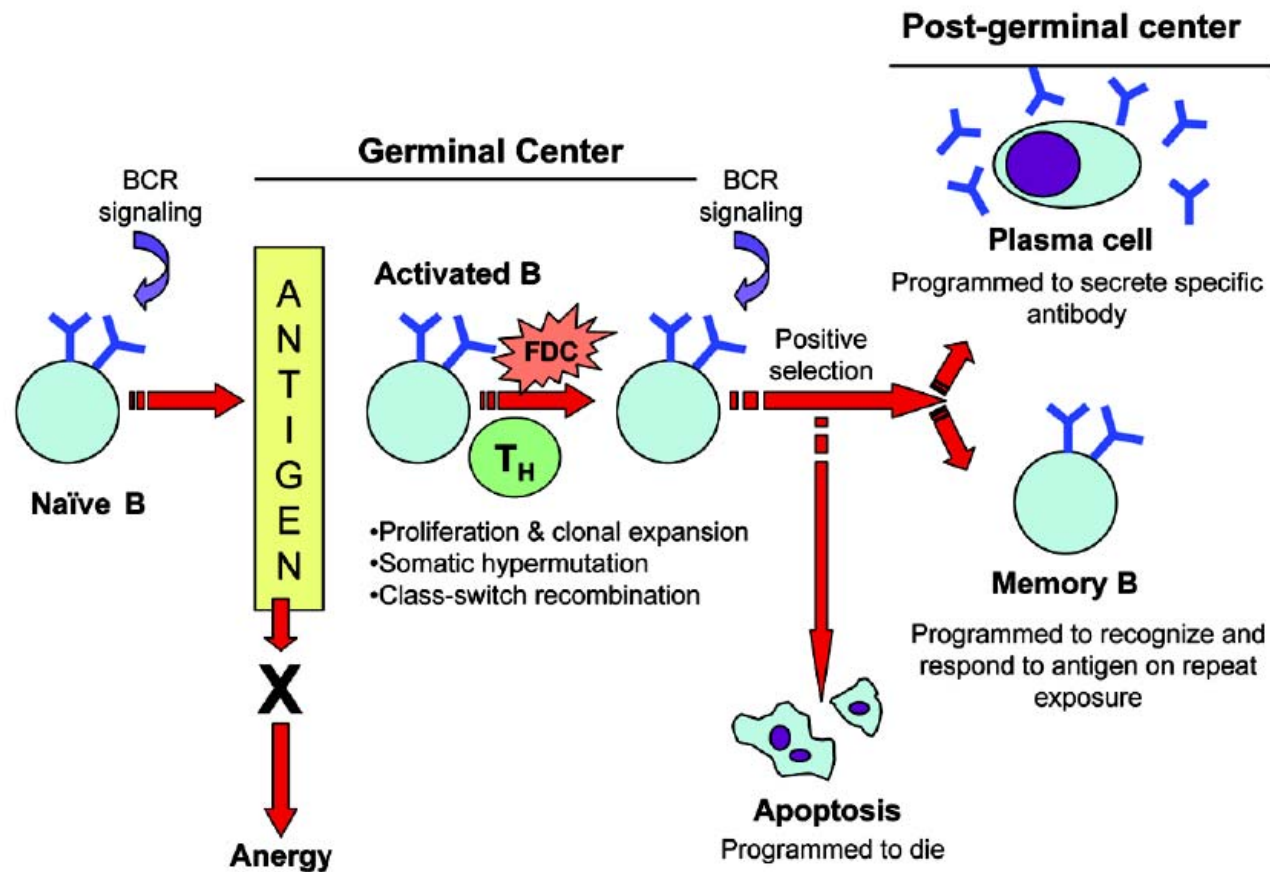 Post-germinal center
Germinal Center
BCR
signaling
BCR
signaling
Plasma cell
Programmed to secrete specific
antibody
ANTIGEN
Activated B
FDC
TH
Positive
selection
Naïve B
•Proliferation & clonal expansion
•Somatic hypermutation
•Class-switch recombination
Memory B
Programmed to recognize and
respond to antigen on repeat
exposure
X
Apoptosis
Programmed to die
Anergy